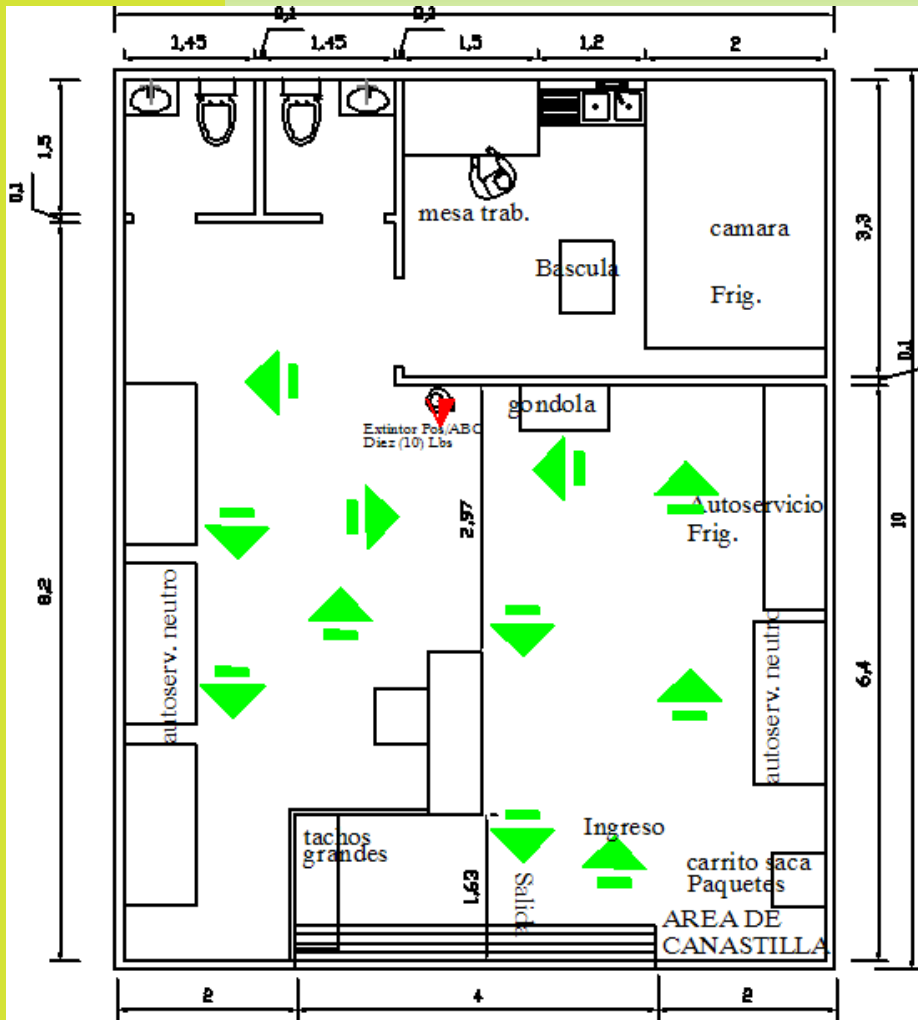 0,1
0,1
1,45
1,45
1,5
1,2
2
1,5
0,1
mesa trab.
camara
Frig.
Bascula
3,3
0,1
gondola
Extintor Pos/ABC
Diez (10) Lbs
Autoservicio
Frig.
2,97
10
8,2
autoserv. neutro
autoserv. neutro
6,4
Ingreso
tachos
grandes
carrito saca
Paquetes
1,63
Salida
AREA DE
CANASTILLA
2
4
2